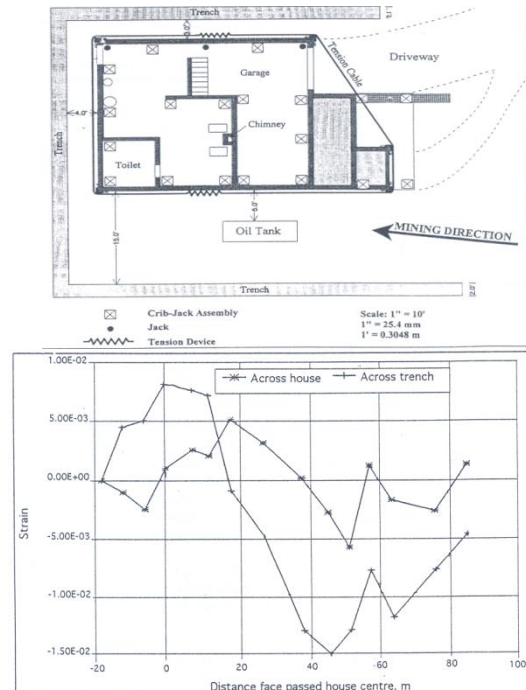 Trench
Driveway
Tension Cable
Garage
4.0'
Chimney
Trench
Toilet
5.0'
Oil Tank
MINING DIRECTION
Trench
Crib-Jack Assembly
Jack
Tension Device
Scale: 1" = 10'
1" = 25.4 mm
1' = 0.3048 m
1.00E-02
5.00E-03
0.00E+00
-5.00E-03
-1.00E-02
-1.50E-02
Strain
Across house
Across trench
-20
0
20
40
60
80
100
Distance face passed house centre, m